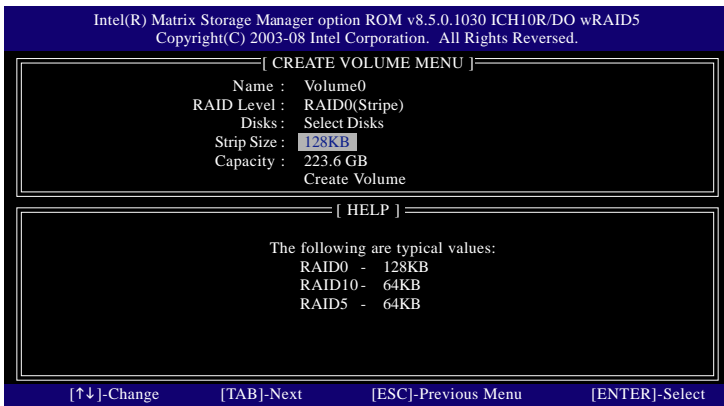 Intel(R) Matrix Storage Manager option ROM v8.5.0.1030 ICH10R/DO wRAID5
Copyright(C) 2003-08 Intel Corporation. All Rights Reversed.
[ CREATE VOLUME MENU ]
Name : Volume0
RAID Level : RAID0(Stripe)
Disks : Select Disks
Strip Size : 128KB
Capacity : 223.6 GB
Create Volume
[ HELP ]
The following are typical values:
RAID0 - 128KB
RAID10 - 64KB
RAID5 - 64KB
[↑↓]-Change [TAB]-Next [ESC]-Previous Menu [ENTER]-Select